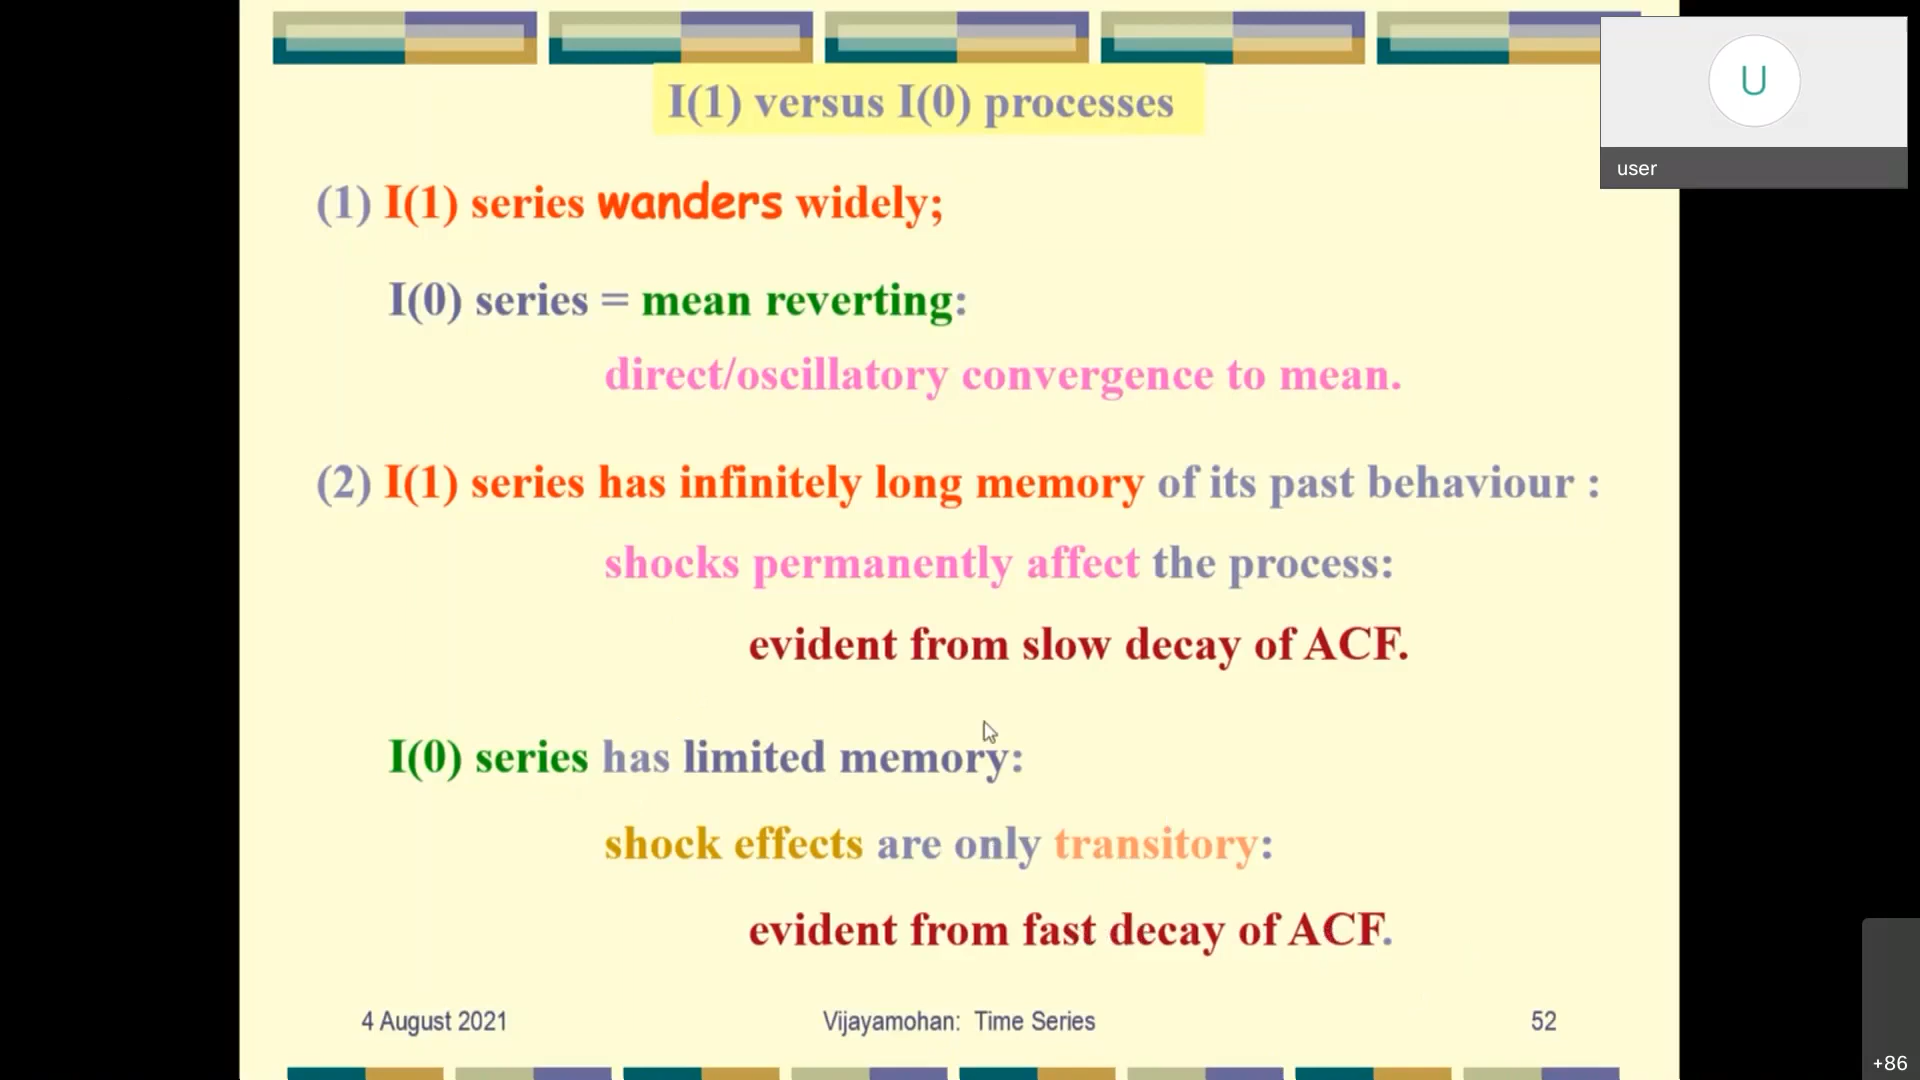 I(1) versus I(0) processes
U
user
(1) I(1) series wanders widely;
I(0) series = mean reverting:
direct/oscillatory convergence to mean.
(2) I(1) series has infinitely long memory of its past behaviour :
shocks permanently affect the process:
evident from slow decay of ACF.
I(0) series has limited memory:
shock effects are only transitory:
evident from fast decay of ACF.
4 August 2021
Vijayamohan: Time Series
52
+86